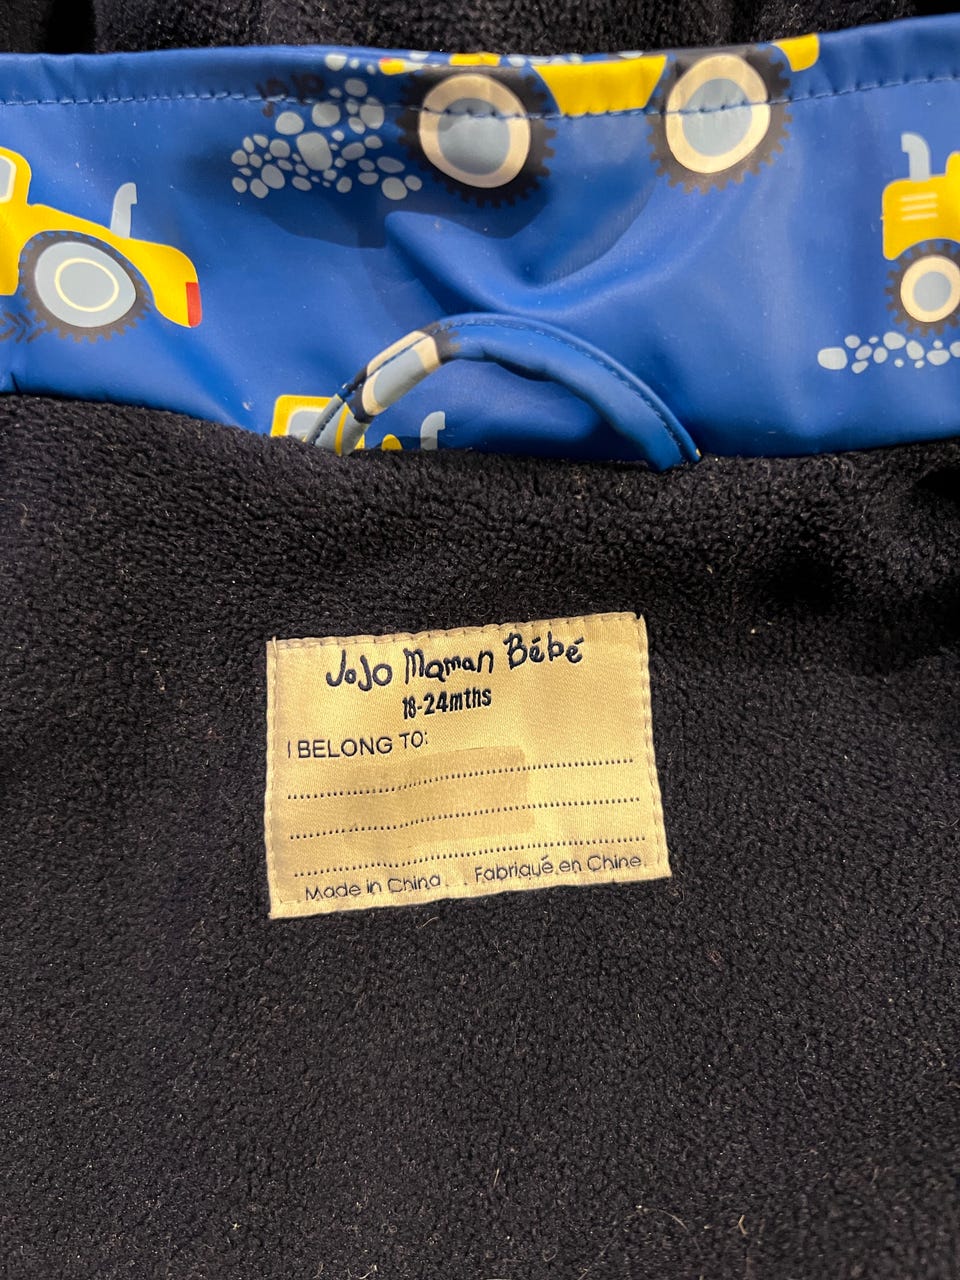 JoJo Maman Bébé
18-24mths
I BELONG TO:
Made in China Fabriqué en Chine